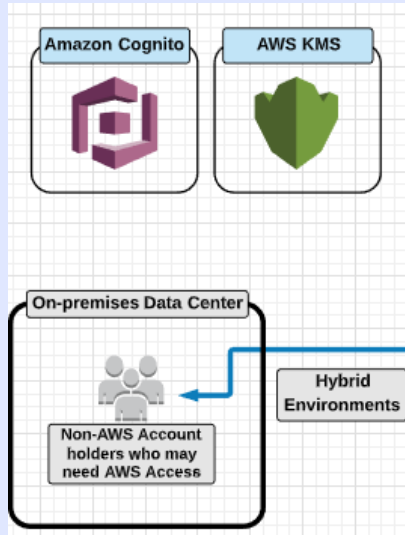 Amazon Cognito
AWS KMS
On-premises Data Center
Hybrid
Environments
Non-AWS Account
holders who may
need AWS Access